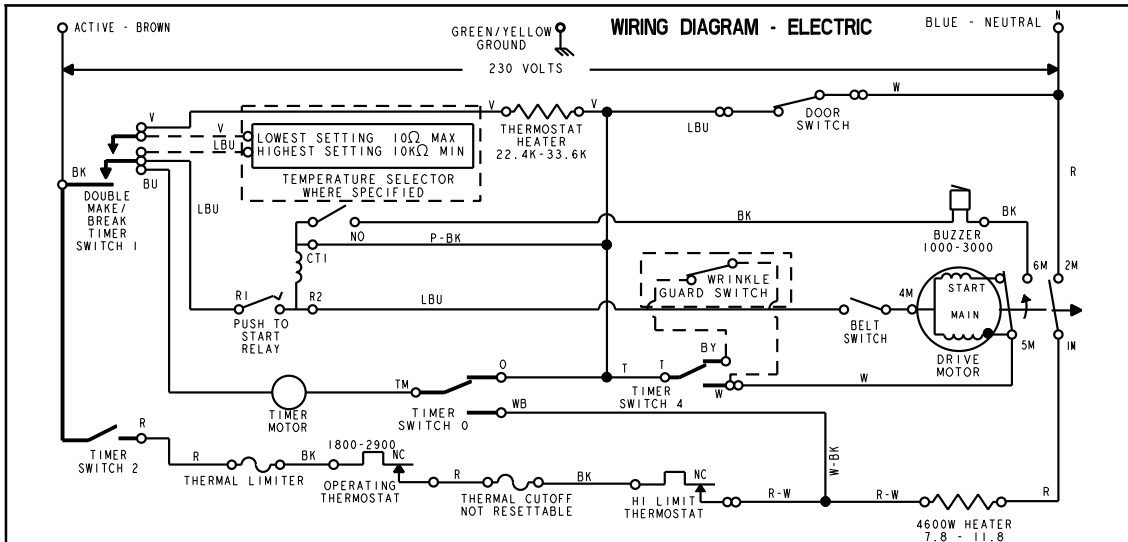 ACTIVE - BROWN
GREEN/YELLOW
GROUND
WIRING DIAGRAM - ELECTRIC
BLUE - NEUTRAL
N
230 VOLTS
V
V
LBU
LOWEST SETTING 10Ω MAX
HIGHEST SETTING 10KΩ MIN
TEMPERATURE SELECTOR
WHERE SPECIFIED
V
V
THERMOSTAT
HEATER
22.4K-33.6K
LBU
DOOR
SWITCH
W
R
BK
BU
DOUBLE
MAKE/
BREAK
TIMER
SWITCH 1
LBU
NO
CT1
P-BK
BK
BUZZER
1000-3000
BK
WRINKLE
GUARD SWITCH
6M
2M
START
MAIN
4M
5M
1M
DRIVE
MOTOR
R1
R2
PUSH TO
START
RELAY
LBU
BELT
SWITCH
BY
T
T
TIMER
SWITCH 4
W
W
TM
O
WB
TIMER
MOTOR
TIMER
SWITCH 0
R
TIMER
SWITCH 2
R
THERMAL LIMITER
BK
1800-2900
NC
OPERATING
THERMOSTAT
R
THERMAL CUTOFF
NOT RESETTABLE
BK
NC
HI LIMIT
THERMOSTAT
R-W
W-BK
R-W
R
4600W HEATER
7.8 - 11.8